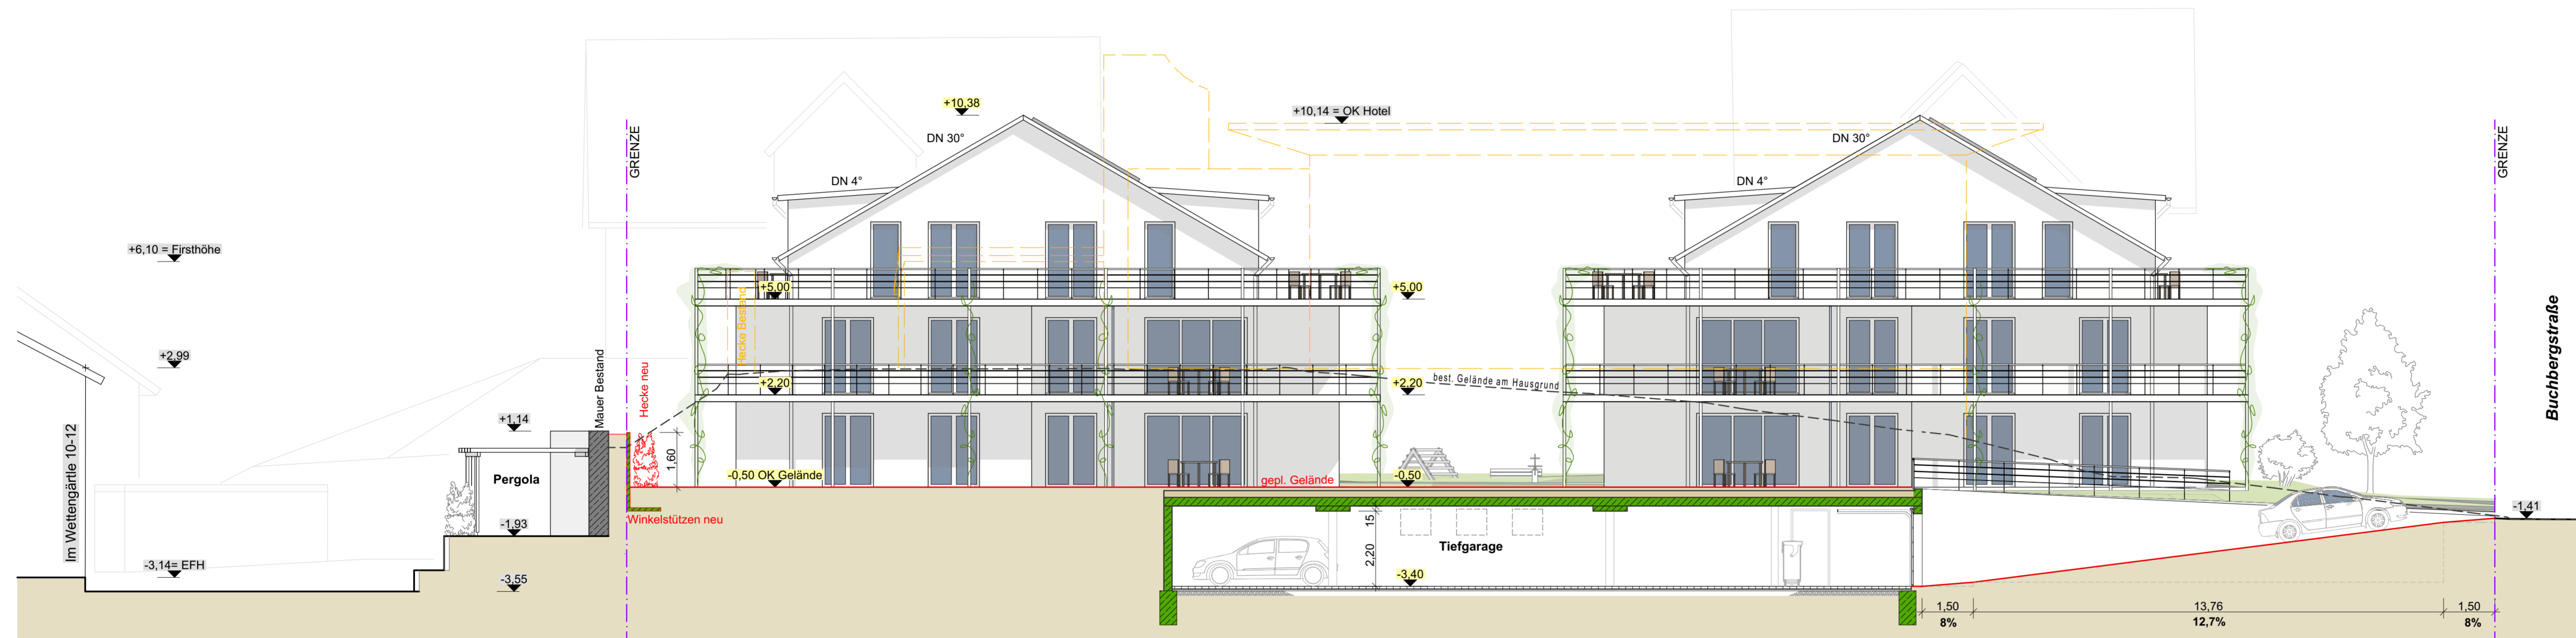 +10,38
+10,14 = OK Hotel
GRENZE
GRENZE
DN 30°
DN 30°
DN 4°
DN 4°
+6,10 = Firsthöhe
+5,00
+5,00
Hecke Bestand
Buchbergstraße
+2,99
Mauer Bestand
Hecke neu
+2,20
+2,20
best. Gelände am Hausgrund
+1,14
Im Wettengärtle 10-12
1,60
Pergola
-0,50 OK Gelände
gepl. Gelände
-0,50
-1,41
Winkelstützen neu
-1,93
15
Tiefgarage
2,20
-3,14= EFH
-3,55
-3,40
1,50
13,76
1,50
8%
12,7%
8%